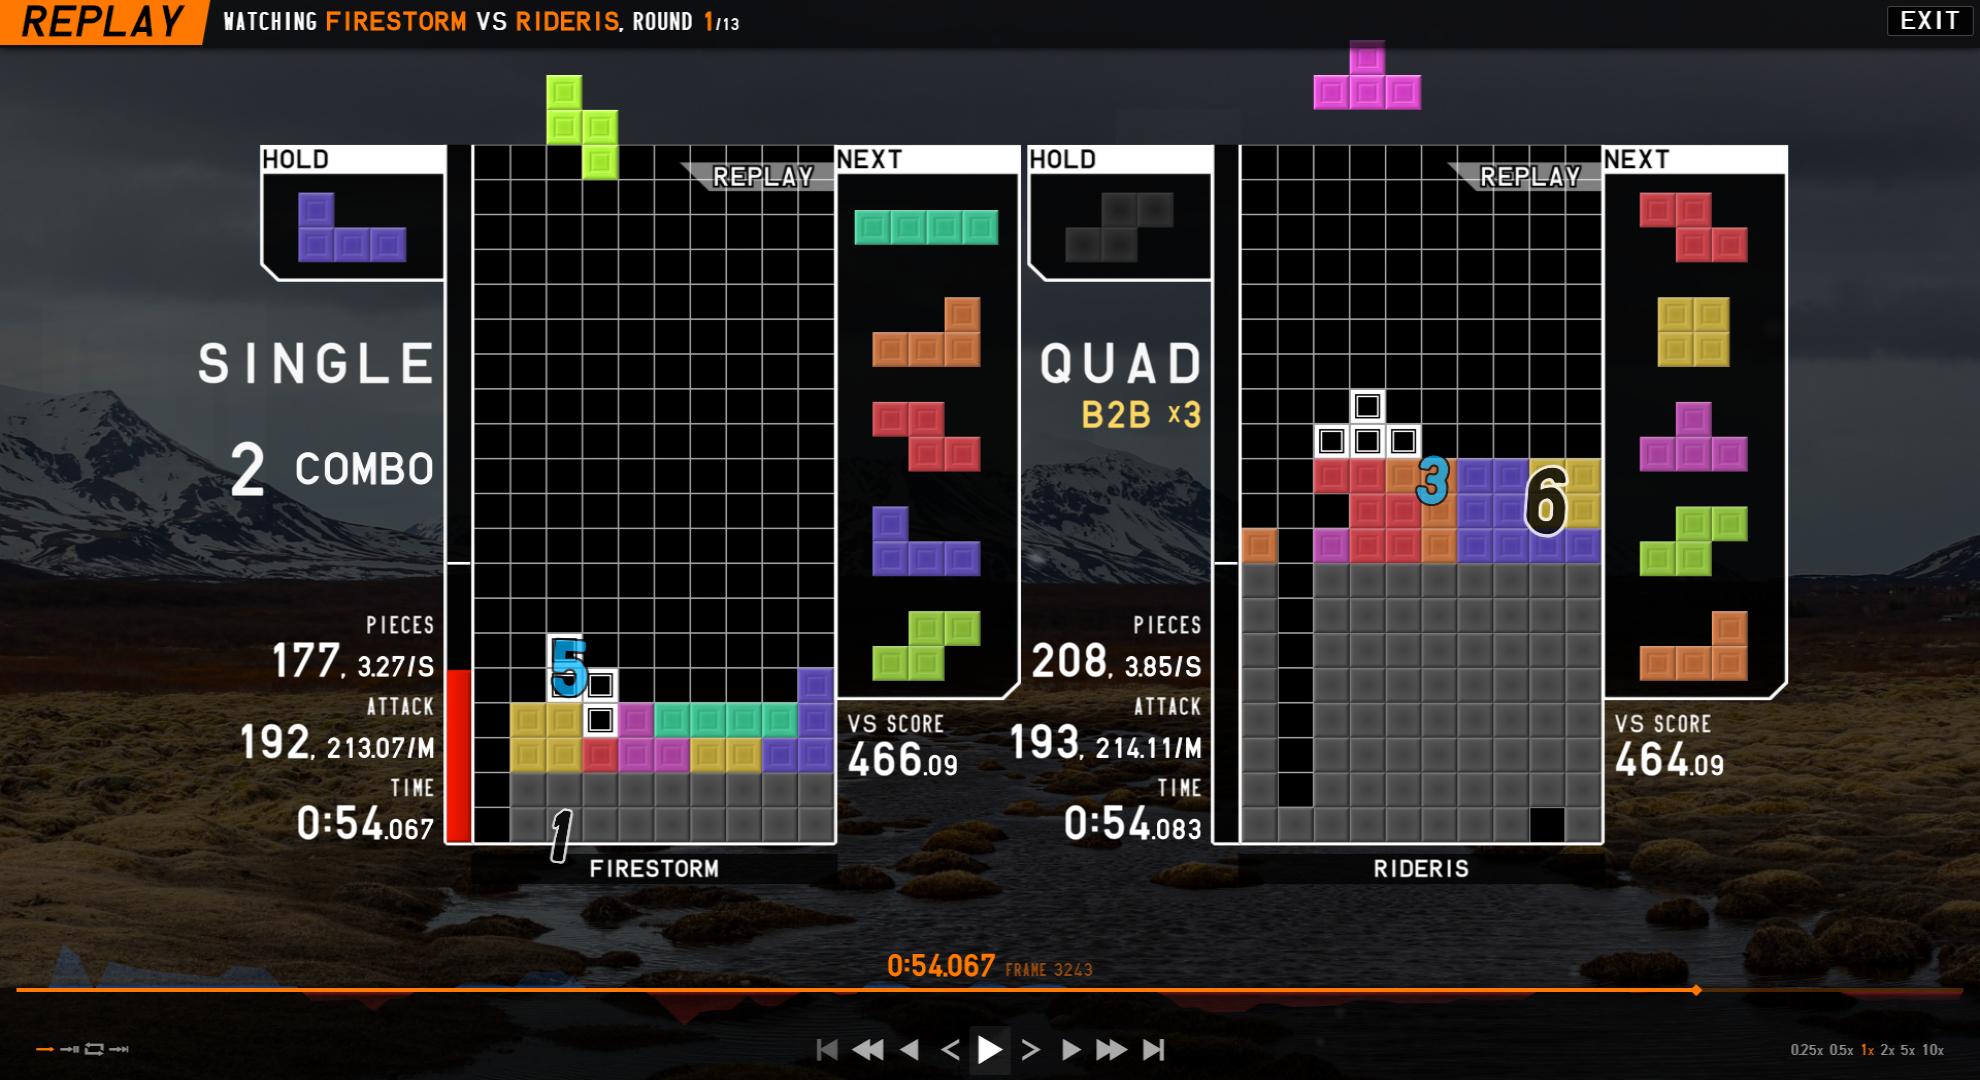 REPLAY
WATCHING FIRESTORM VS RIDERIS, ROUND 1/13
EXIT
HOLD
REPLAY
NEXT
SINGLE
2 COMBO
5
PIECES
177, 3.27/S
ATTACK
192, 213.07/M
TIME
0:54.067
1
VS SCORE
466.09
FIRESTORM
HOLD
REPLAY
NEXT
QUAD
B2B x3
3
6
PIECES
208, 3.85/S
ATTACK
193, 214.11/M
TIME
0:54.083
VS SCORE
464.09
RIDERIS
0:54.067 FRAME 3243
0.25x 0.5x 1x 2x 5x 10x